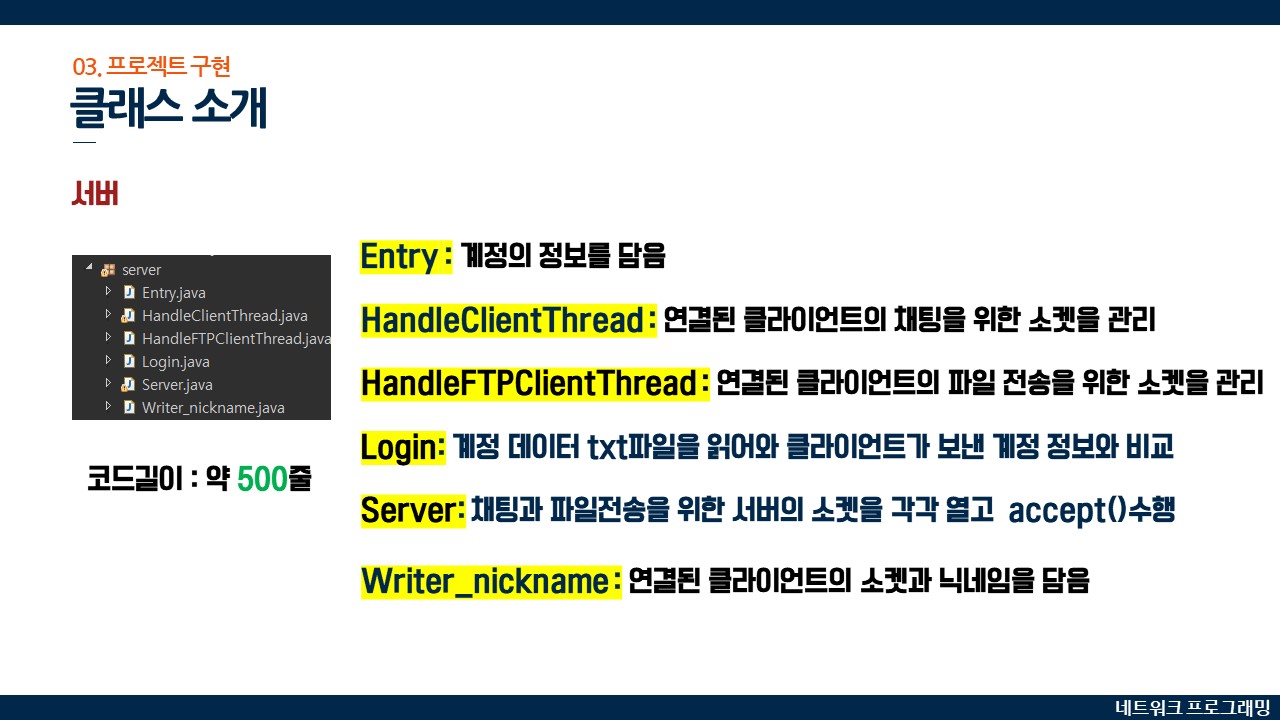 03. 프로젝트 구현
클래스 소개
서버
server
Entry.java
HandleClientThread.java
HandleFTPClientThread.java
Login.java
Server.java
Writer_nickname.java
코드길이 : 약 500줄
Entry : 계정의 정보를 담음
HandleClientThread : 연결된 클라이언트의 채팅을 위한 소켓을 관리
HandleFTPClientThread : 연결된 클라이언트의 파일 전송을 위한 소켓을 관리
Login: 계정 데이터 txt파일을 읽어와 클라이언트가 보낸 계정 정보와 비교
Server: 채팅과 파일전송을 위한 서버의 소켓을 각각 열고 accept()수행
Writer_nickname : 연결된 클라이언트의 소켓과 닉네임을 담음
네트워크 프로그래밍